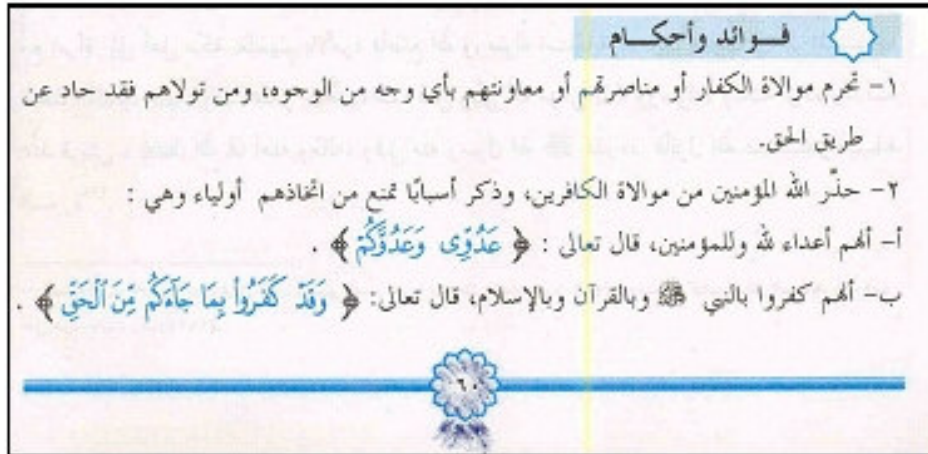 فـوائد وأحكـام
١- تحرم موالاة الكفار أو مناصرتهم أو معاونتهم بأي وجه من الوجوه، ومن تولاهم فقد حاد عن
طريق الحق.
٢- حذّر الله المؤمنين من موالاة الكافرين، وذكر أسبابًا تمنع من اتخاذهم أولياء وهي :
أ- أنهم أعداء لله وللمؤمنين، قال تعالى : ﴿ عَدُوِّى وَعَدُوَّكُمْ ﴾ .
ب- أنهم كفروا بالنبي ﷺ وبالقرآن وبالإسلام، قال تعالى: ﴿ وَقَدْ كَفَرُوا۟ بِمَا جَآءَكُم مِّنَ ٱلْحَقِّ ﴾ .
٦٠